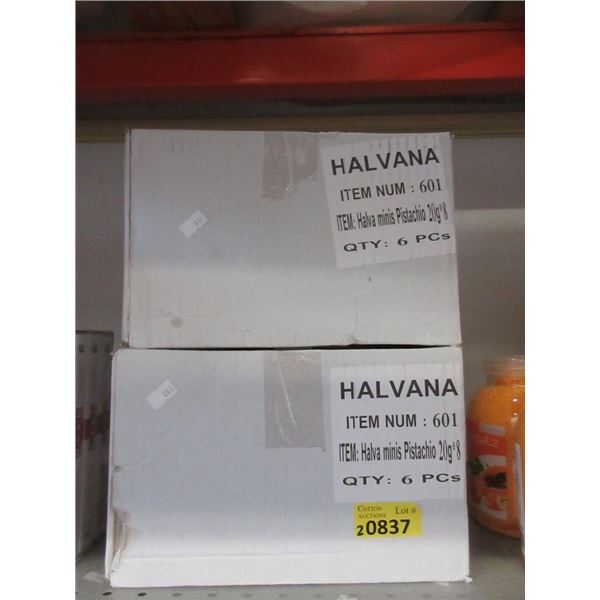 HALVANA
ITEM NUM : 601
ITEM: Halva minis Pistachio 20g*8
QTY: 6 PCs
HALVANA
ITEM NUM : 601
ITEM: Halva minis Pistachio 20g*8
QTY: 6 PCs
COTTON AUCTIONS Lot #
20837